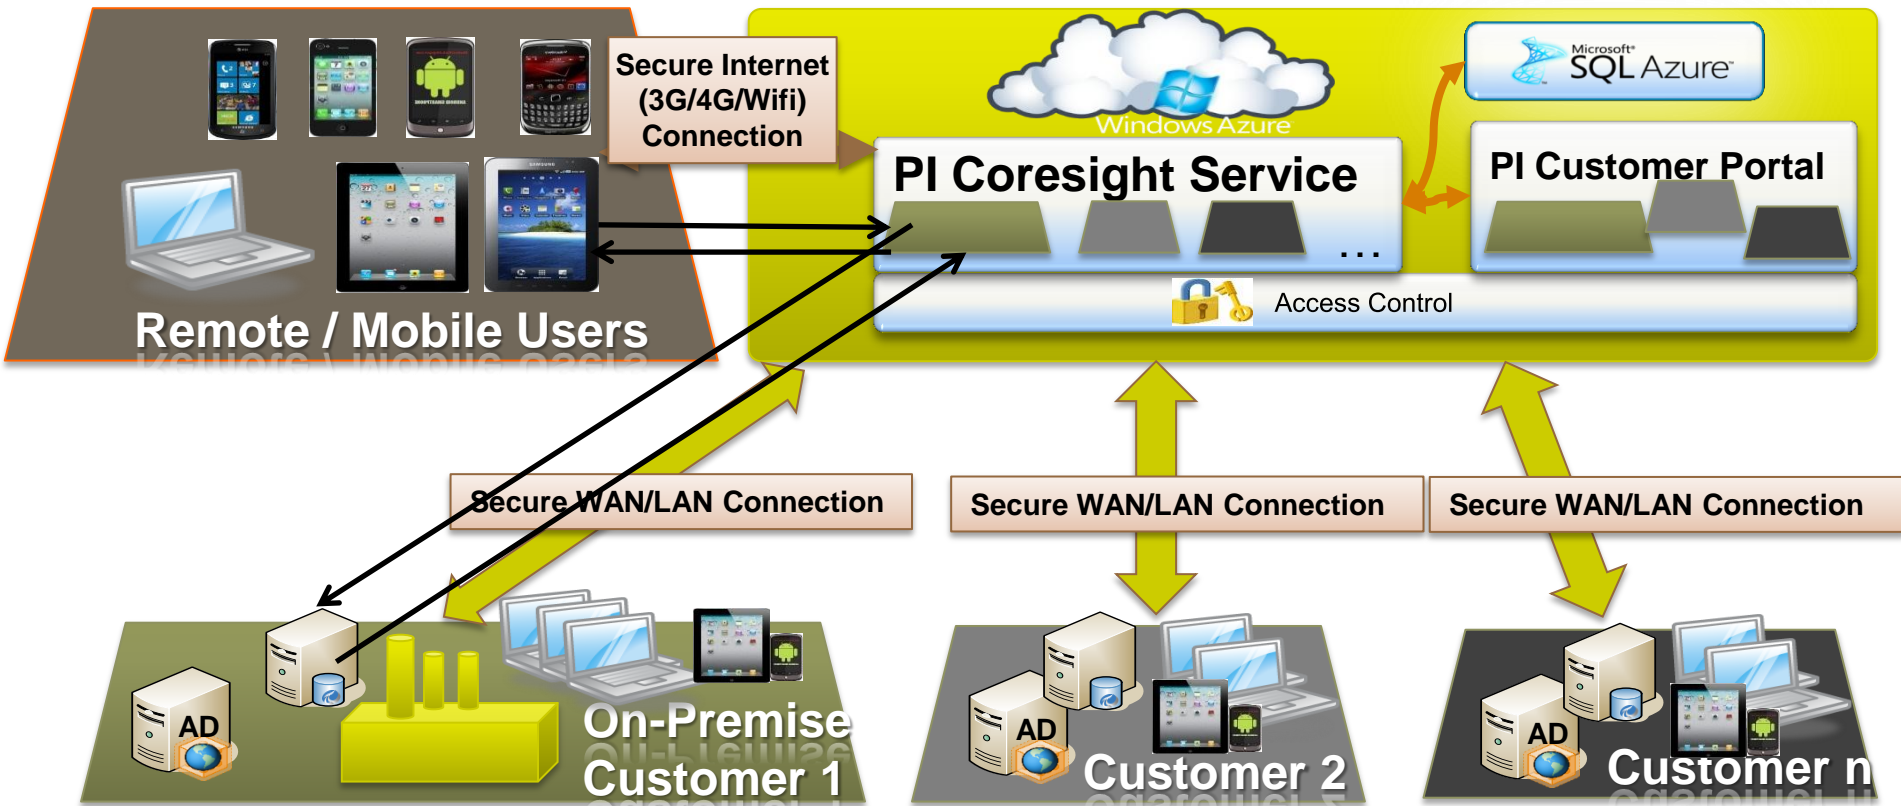 Secure Internet
(3G/4G/Wifi)
Connection
Remote / Mobile Users
Windows Azure
Microsoft®
SQL Azure™
PI Coresight Service
...
PI Customer Portal
Access Control
Secure WAN/LAN Connection
Secure WAN/LAN Connection
Secure WAN/LAN Connection
AD
On-Premise
Customer 1
AD
Customer 2
AD
Customer n
SAMSUNG